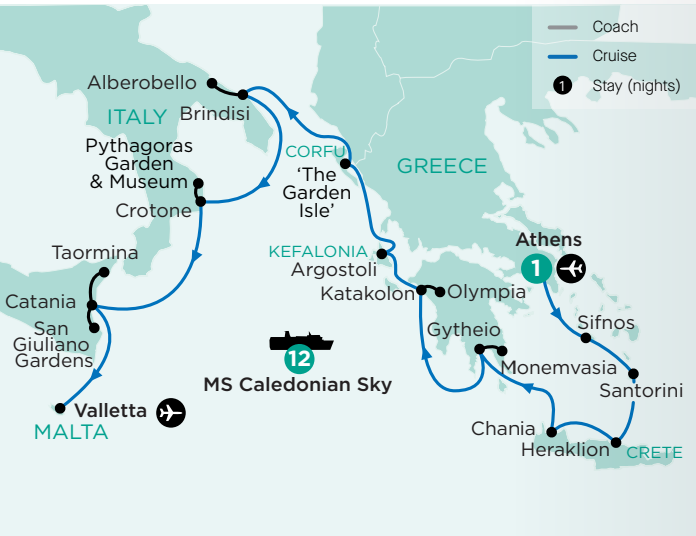 Coach
Cruise
1 Stay (nights)
Alberobello
ITALY
Brindisi
Pythagoras
Garden
& Museum
Crotone
CORFU
'The
Garden
Isle'
GREECE
Taormina
Catania
San
Giuliano
Gardens
KEFALONIA
Argostoli
Katakolon
Olympia
Athens
1
Sifnos
Gytheio
Monemvasia
Santorini
12
MS Caledonian Sky
Valletta
MALTA
Chania
Heraklion
CRETE